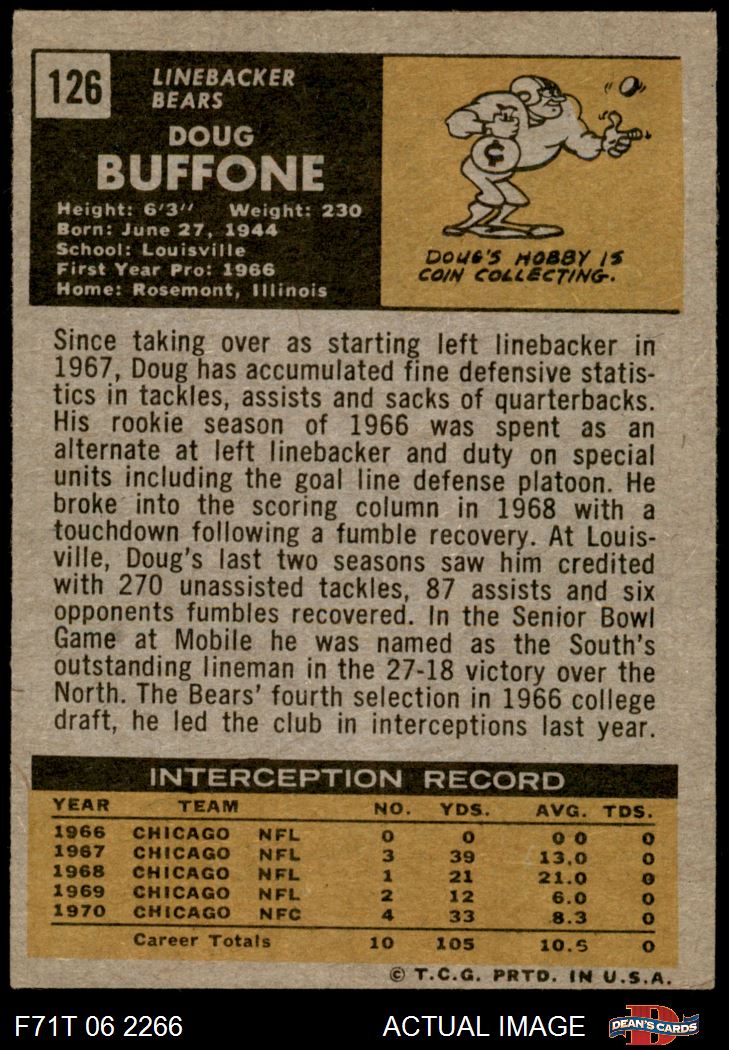 126
LINEBACKER
BEARS
DOUG
BUFFONE
Height: 6'3" Weight: 230
Born: June 27, 1944
School: Louisville
First Year Pro: 1966
Home: Rosemont, Illinois
¢
DOUG'S HOBBY IS
COIN COLLECTING.
Since taking over as starting left linebacker in
1967, Doug has accumulated fine defensive statis-
tics in tackles, assists and sacks of quarterbacks.
His rookie season of 1966 was spent as an
alternate at left linebacker and duty on special
units including the goal line defense platoon. He
broke into the scoring column in 1968 with a
touchdown following a fumble recovery. At Louis-
ville, Doug's last two seasons saw him credited
with 270 unassisted tackles, 87 assists and six
opponents fumbles recovered. In the Senior Bowl
Game at Mobile he was named as the South's
outstanding lineman in the 27-18 victory over the
North. The Bears' fourth selection in 1966 college
draft, he led the club in interceptions last year.
INTERCEPTION RECORD
YEAR TEAM NO. YDS. AVG. TDS.
1966 CHICAGO NFL 0 0 0 0 0
1967 CHICAGO NFL 3 39 13.0 0
1968 CHICAGO NFL 1 21 21.0 0
1969 CHICAGO NFL 2 12 6.0 0
1970 CHICAGO NFC 4 33 8.3 0
Career Totals 10 105 10.5 0
© T.C.G. PRTD. IN U.S.A.
F71T 06 2266 ACTUAL IMAGE D DEAN'S CARDS